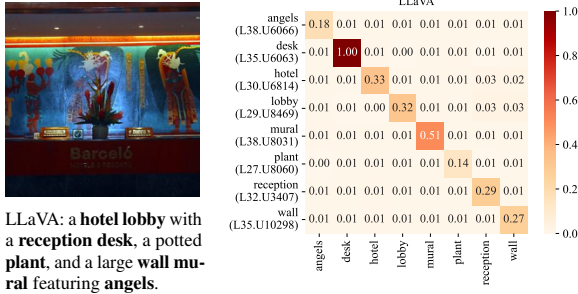 LLaVA
Barceló
HOTELS & RESORTS
LLaVA: a hotel lobby with
a reception desk, a potted
plant, and a large wall mu-
ral featuring angels.
angels
(L38.U6066)
0.18 0.01 0.01 0.01 0.01 0.01 0.01 0.01
desk
(L35.U6063)
0.01 1.00 0.01 0.00 0.01 0.01 0.01 0.01
hotel
(L30.U6814)
0.01 0.01 0.33 0.01 0.01 0.01 0.03 0.02
lobby
(L29.U8469)
0.01 0.01 0.00 0.32 0.01 0.01 0.03 0.03
mural
(L38.U8031)
0.01 0.01 0.01 0.01 0.51 0.01 0.01 0.01
plant
(L27.U8060)
0.00 0.01 0.01 0.01 0.01 0.14 0.01 0.01
reception
(L32.U3407)
0.01 0.01 0.01 0.01 0.01 0.01 0.29 0.01
wall
(L35.U10298)
0.01 0.01 0.01 0.01 0.01 0.01 0.01 0.27
angels desk hotel lobby mural plant reception wall
1.0
0.8
0.6
0.4
0.2
0.0